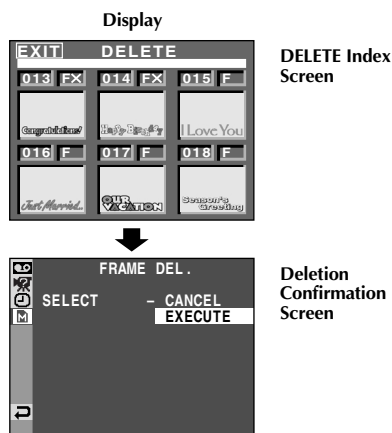 Display
EXIT DELETE
DELETE Index
Screen
013 FX 014 FX 015 F
Congratulations! Happy Birthday I Love You
016 F 017 F 018 F
Just Married.. OUR VACATION Season's Greeting
FRAME DEL.
SELECT – CANCEL
EXECUTE
M
Deletion
Confirmation
Screen